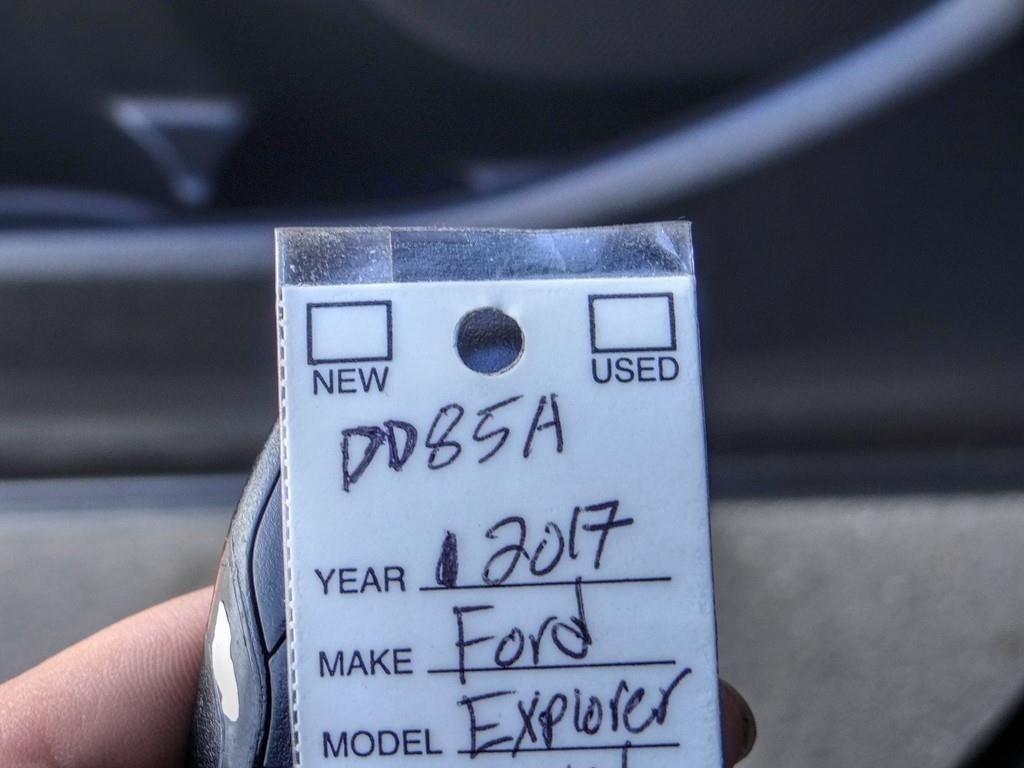 NEW USED
DD85A
YEAR 2017
MAKE Ford
MODEL Explorer